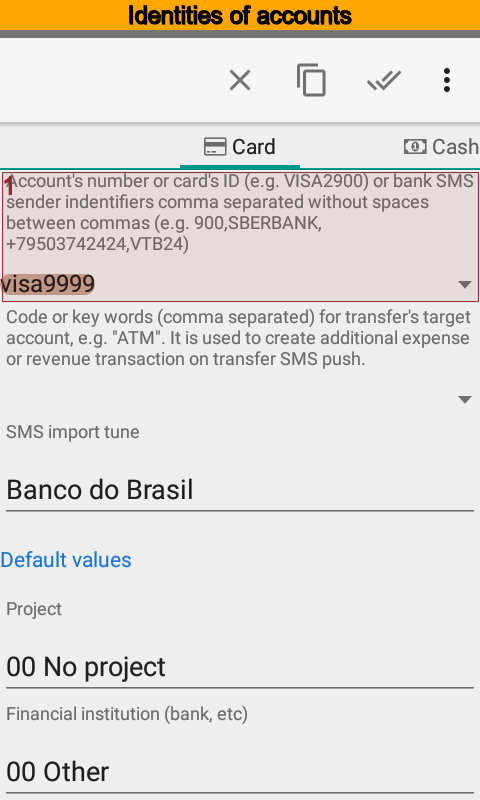 Identities of accounts
Card
Cash
1
Account's number or card's ID (e.g. VISA2900) or bank SMS
sender indentifiers comma separated without spaces
between commas (e.g. 900,SBERBANK,
+79503742424,VTB24)
visa9999
Code or key words (comma separated) for transfer's target
account, e.g. "ATM". It is used to create additional expense
or revenue transaction on transfer SMS push.
SMS import tune
Banco do Brasil
Default values
Project
00 No project
Financial institution (bank, etc)
00 Other